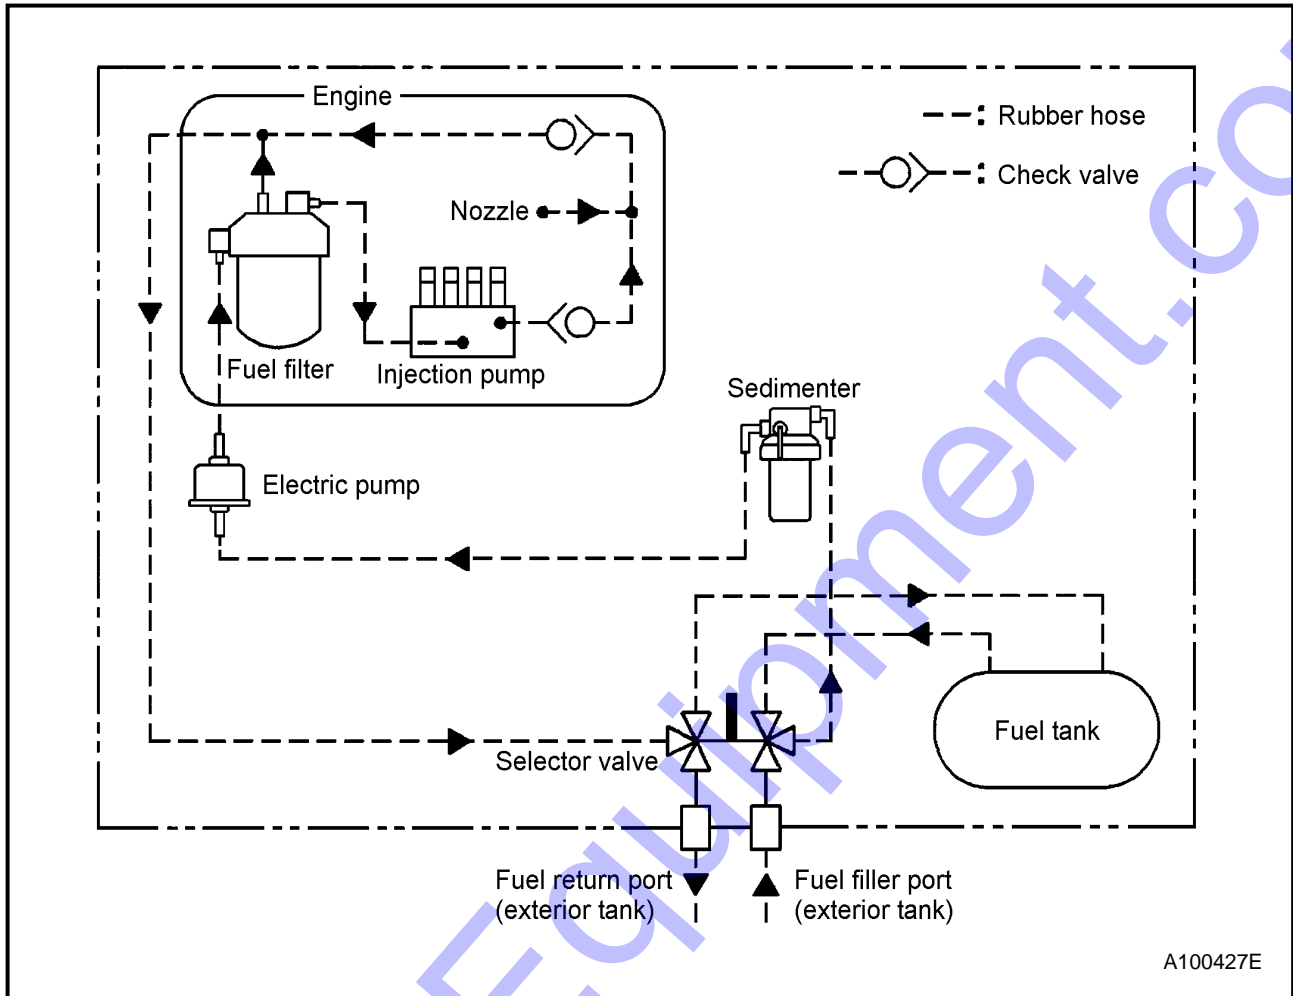 Engine
: Rubber hose
: Check valve
Nozzle
Fuel filter
Injection pump
Sedimenter
Electric pump
Fuel tank
Selector valve
Fuel return port
(exterior tank)
Fuel filler port
(exterior tank)
A100427E
Equipment.co